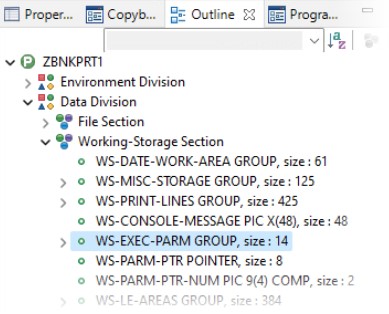 Proper... Copyb... Outline Progra...
ZBNKPRT1
Environment Division
Data Division
File Section
Working-Storage Section
WS-DATE-WORK-AREA GROUP, size : 61
WS-MISC-STORAGE GROUP, size : 125
WS-PRINT-LINES GROUP, size : 425
WS-CONSOLE-MESSAGE PIC X(48), size : 48
WS-EXEC-PARM GROUP, size : 14
WS-PARM-PTR POINTER, size : 8
WS-PARM-PTR-NUM PIC 9(4) COMP, size : 2
WS-LE-AREAS GROUP, size : 384